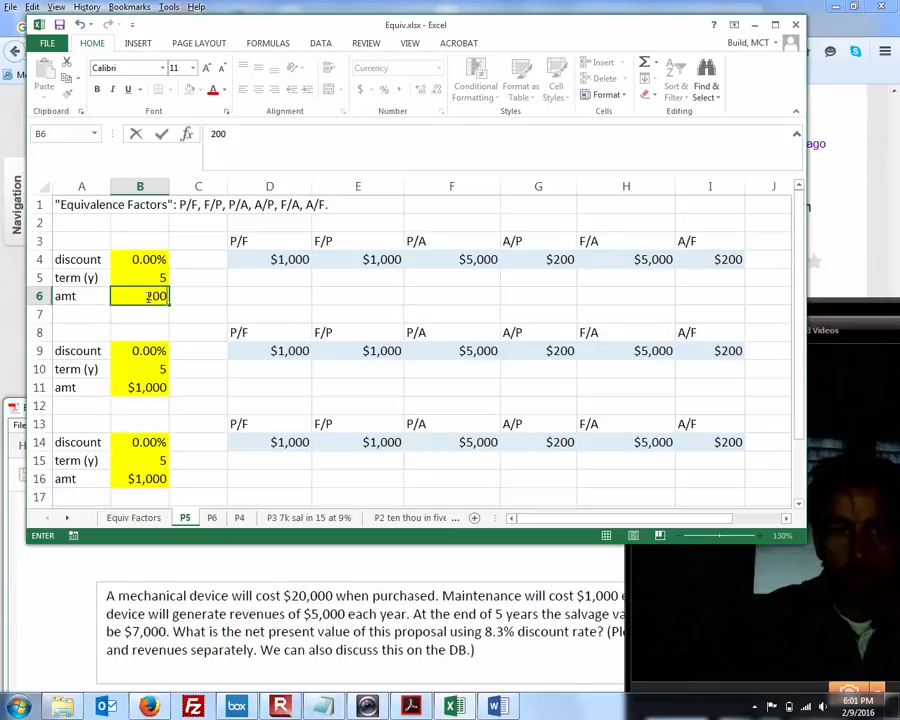 File Edit View History Bookmarks Tools Help
Equiv.xlsx - Excel
FILE HOME INSERT PAGE LAYOUT FORMULAS DATA REVIEW VIEW ACROBAT Build, MCT
Paste
Calibri 11 A A
B I U A
Currency
$ % ,
Conditional Formatting
Format as Table
Cell Styles
Insert
Delete
Format
Sort & Filter
Find & Select
Clipboard Font Alignment Number Styles Cells Editing
ago
B6 fx 200
Navigation
A B C D E F G H I J
1 "Equivalence Factors": P/F, F/P, P/A, A/P, F/A, A/F.
2
3 P/F F/P P/A A/P F/A A/F
4 discount 0.00% $1,000 $1,000 $5,000 $200 $5,000 $200
5 term (y) 5
6 amt 200
7
8 P/F F/P P/A A/P F/A A/F
9 discount 0.00% $1,000 $1,000 $5,000 $200 $5,000 $200
10 term (y) 5
11 amt $1,000
12
13 P/F F/P P/A A/P F/A A/F
14 discount 0.00% $1,000 $1,000 $5,000 $200 $5,000 $200
15 term (y) 5
16 amt $1,000
17
Equiv Factors P5 P6 P4 P3 7k sal in 15 at 9% P2 ten thou in five ...
ENTER 130%
d Videos
A mechanical device will cost $20,000 when purchased. Maintenance will cost $1,000 e
device will generate revenues of $5,000 each year. At the end of 5 years the salvage va
be $7,000. What is the net present value of this proposal using 8.3% discount rate? (Pl
and revenues separately. We can also discuss this on the DB.)
box
6:01 PM
2/9/2016